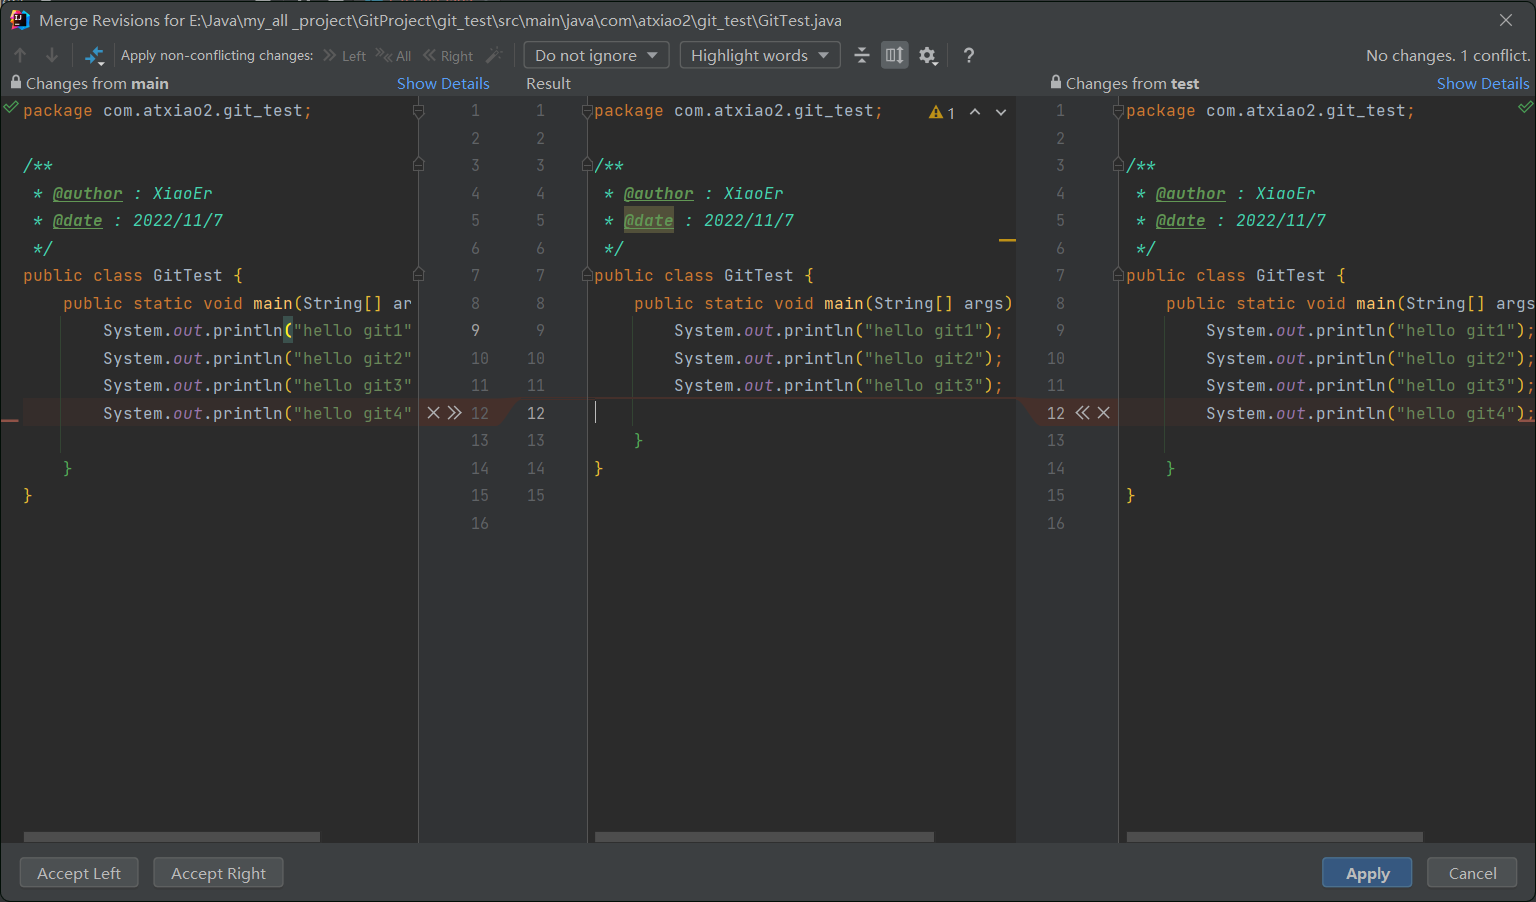 Merge Revisions for E:\Java\my_all _project\GitProject\git_test\src\main\java\com\atxiao2\git_test\GitTest.java
Apply non-conflicting changes: Left All Right Do not ignore Highlight words ? No changes. 1 conflict.
Changes from main Show Details Result Changes from test Show Details
package com.atxiao2.git_test; 1 1 package com.atxiao2.git_test; 1 1 package com.atxiao2.git_test;
2 2 2
/** 3 3 /** 3 /**
* @author : XiaoEr 4 4 * @author : XiaoEr 4 * @author : XiaoEr
* @date : 2022/11/7 5 5 * @date : 2022/11/7 5 * @date : 2022/11/7
*/ 6 6 */ 6 */
public class GitTest { 7 7 public class GitTest { 7 public class GitTest {
public static void main(String[] ar 8 8 public static void main(String[] args) 8 public static void main(String[] args
System.out.println("hello git1" 9 9 System.out.println("hello git1"); 9 System.out.println("hello git1");
System.out.println("hello git2" 10 10 System.out.println("hello git2"); 10 System.out.println("hello git2");
System.out.println("hello git3" 11 11 System.out.println("hello git3"); 11 System.out.println("hello git3");
System.out.println("hello git4" 12 12 12 System.out.println("hello git4");
13 13 } 13
} 14 14 } 14 }
} 15 15 15 }
16 16
Accept Left Accept Right Apply Cancel